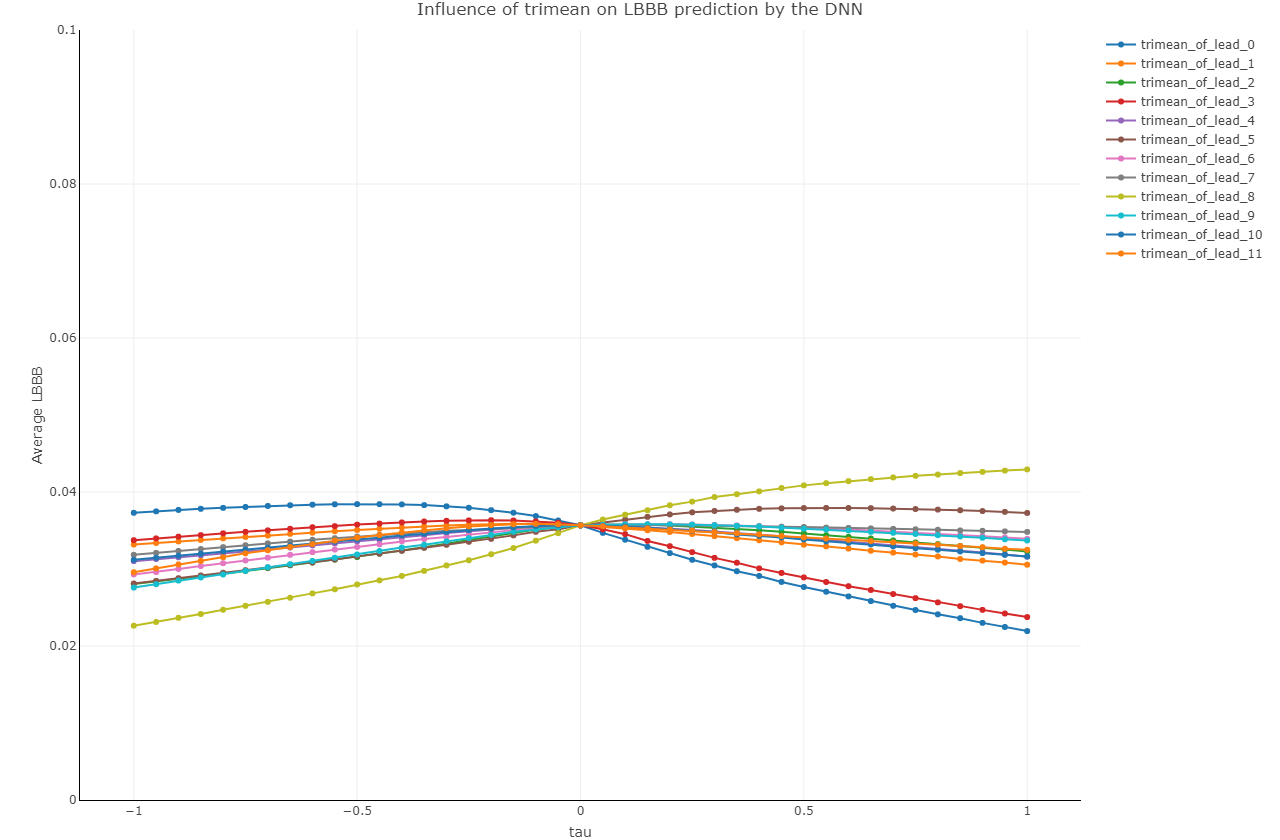 Influence of trimean on LBBB prediction by the DNN
0.1
0.08
0.06
0.04
0.02
0
Average LBBB
−1
−0.5
0
0.5
1
tau
trimean_of_lead_0
trimean_of_lead_1
trimean_of_lead_2
trimean_of_lead_3
trimean_of_lead_4
trimean_of_lead_5
trimean_of_lead_6
trimean_of_lead_7
trimean_of_lead_8
trimean_of_lead_9
trimean_of_lead_10
trimean_of_lead_11